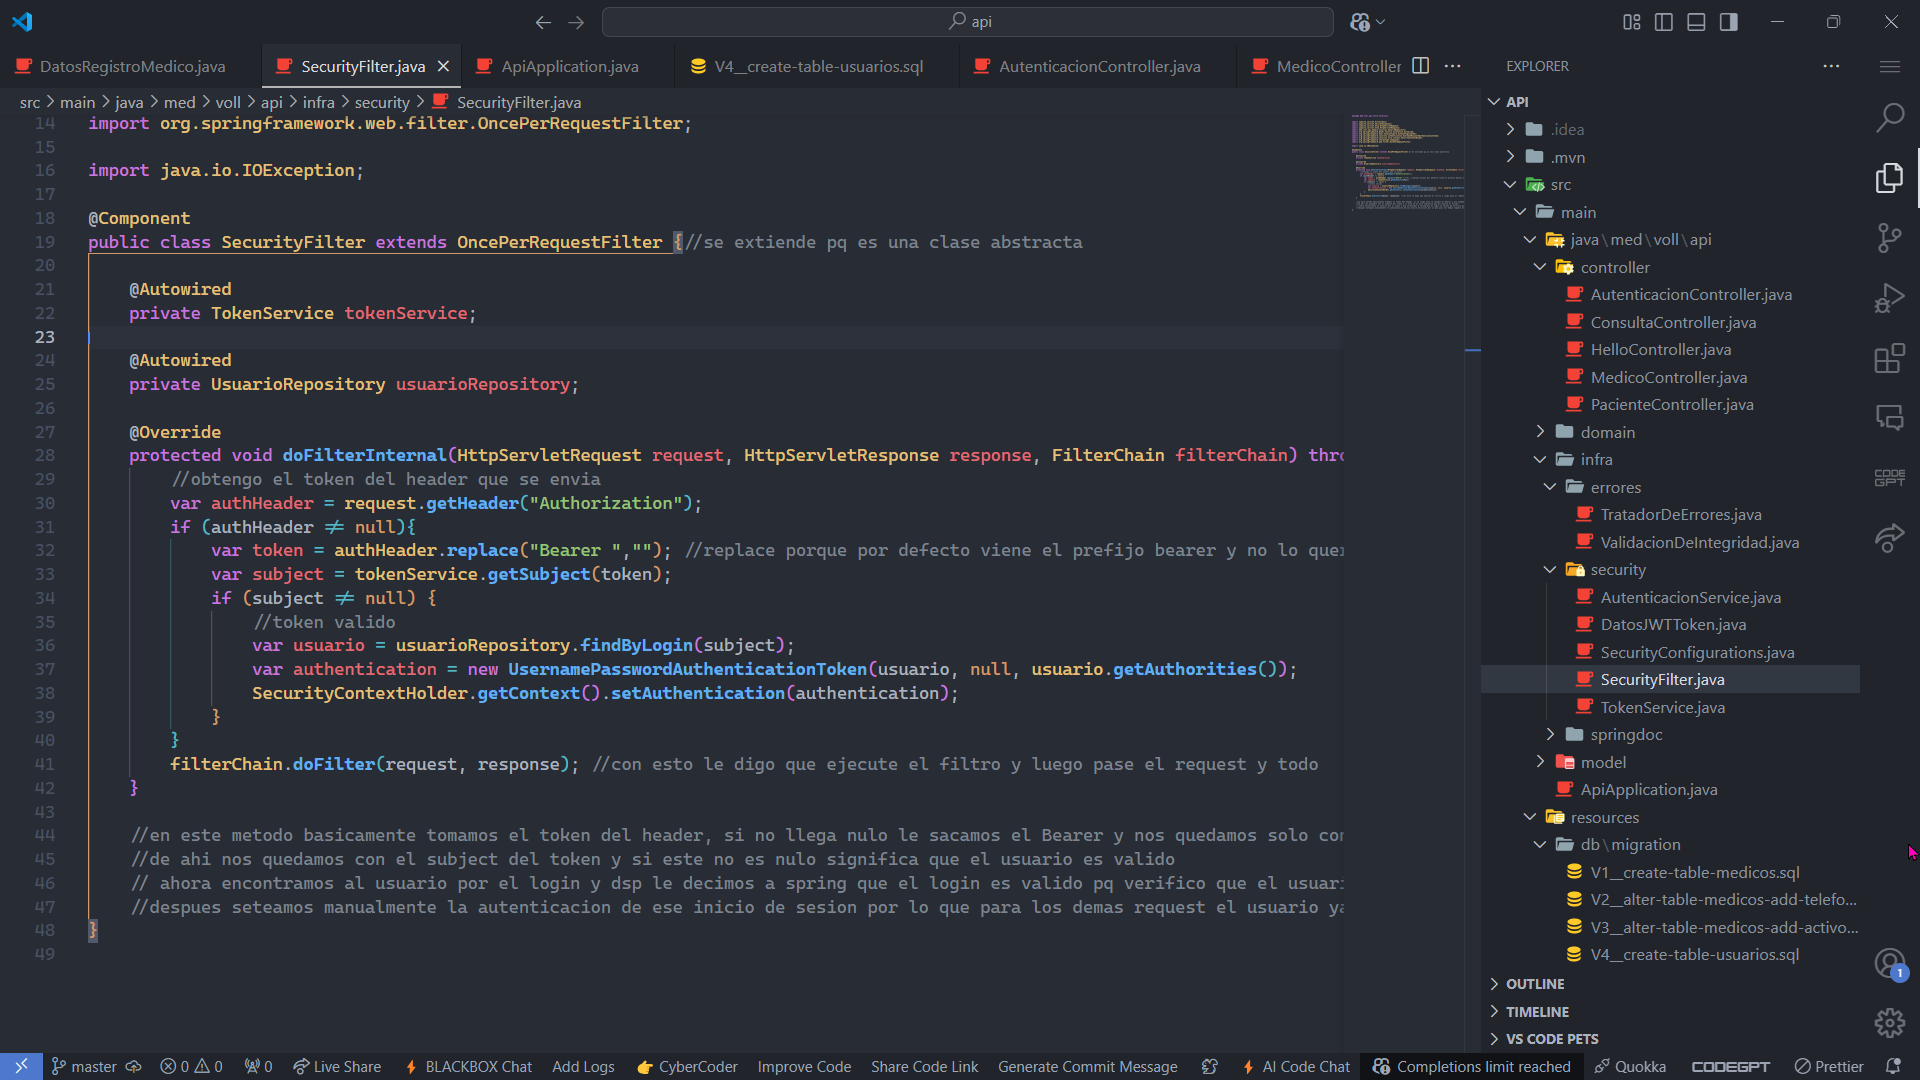 api
DatosRegistroMedico.java
SecurityFilter.java
ApiApplication.java
V4__create-table-usuarios.sql
AutenticacionController.java
MedicoController
src > main > java > med > voll > api > infra > security > SecurityFilter.java
14 import org.springframework.web.filter.OncePerRequestFilter;
15
16 import java.io.IOException;
17
18 @Component
19 public class SecurityFilter extends OncePerRequestFilter {//se extiende pq es una clase abstracta
20
21 @Autowired
22 private TokenService tokenService;
23
24 @Autowired
25 private UsuarioRepository usuarioRepository;
26
27 @Override
28 protected void doFilterInternal(HttpServletRequest request, HttpServletResponse response, FilterChain filterChain) thro
29 //obtengo el token del header que se envia
30 var authHeader = request.getHeader("Authorization");
31 if (authHeader != null){
32 var token = authHeader.replace("Bearer ",""); //replace porque por defecto viene el prefijo bearer y no lo quer
33 var subject = tokenService.getSubject(token);
34 if (subject != null) {
35 //token valido
36 var usuario = usuarioRepository.findByLogin(subject);
37 var authentication = new UsernamePasswordAuthenticationToken(usuario, null, usuario.getAuthorities());
38 SecurityContextHolder.getContext().setAuthentication(authentication);
39 }
40 }
41 filterChain.doFilter(request, response); //con esto le digo que ejecute el filtro y luego pase el request y todo
42 }
43
44 //en este metodo basicamente tomamos el token del header, si no llega nulo le sacamos el Bearer y nos quedamos solo con
45 //de ahi nos quedamos con el subject del token y si este no es nulo significa que el usuario es valido
46 // ahora encontramos al usuario por el login y dsp le decimos a spring que el login es valido pq verifico que el usuari
47 //despues seteamos manualmente la autenticacion de ese inicio de sesion por lo que para los demas request el usuario ya
48 }
49
EXPLORER
API
.idea
.mvn
src
main
java\med\voll\api
controller
AutenticacionController.java
ConsultaController.java
HelloController.java
MedicoController.java
PacienteController.java
domain
infra
errores
TratadorDeErrores.java
ValidacionDeIntegridad.java
security
AutenticacionService.java
DatosJWTToken.java
SecurityConfigurations.java
SecurityFilter.java
TokenService.java
springdoc
model
ApiApplication.java
resources
db\migration
V1__create-table-medicos.sql
V2__alter-table-medicos-add-telefo...
V3__alter-table-medicos-add-activo...
V4__create-table-usuarios.sql
OUTLINE
TIMELINE
VS CODE PETS
CODE GPT
1
master
0 0
0
Live Share
BLACKBOX Chat
Add Logs
CyberCoder
Improve Code
Share Code Link
Generate Commit Message
AI Code Chat
Completions limit reached
Quokka
CODEGPT
Prettier